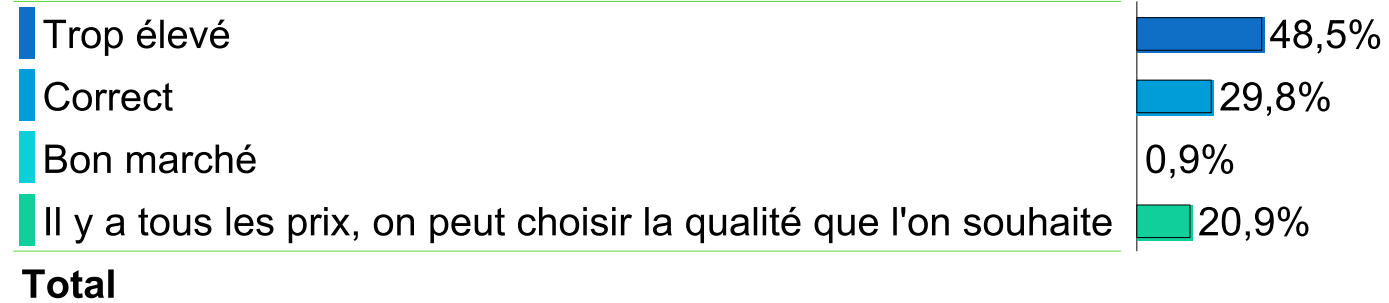 Trop élevé 48,5%
Correct 29,8%
Bon marché 0,9%
Il y a tous les prix, on peut choisir la qualité que l'on souhaite 20,9%
Total